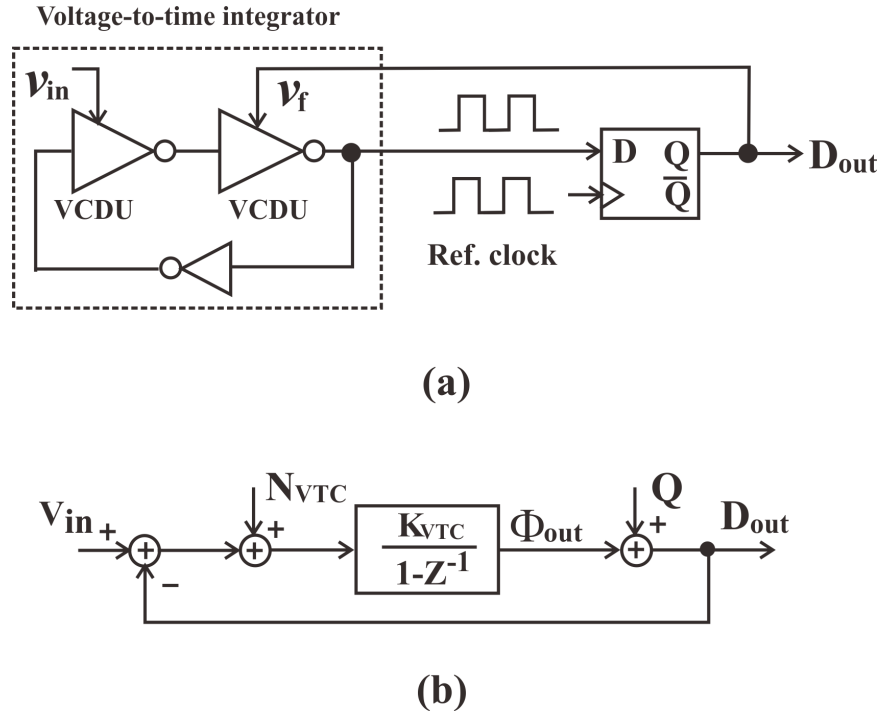 Voltage-to-time integrator
vin
vf
VCDU
VCDU
D Q
Q̅
Dout
Ref. clock
(a)
Vin + + −
NVTC
+ +
KVTC
1-Z⁻¹
Φout
Q
+ +
Dout
(b)